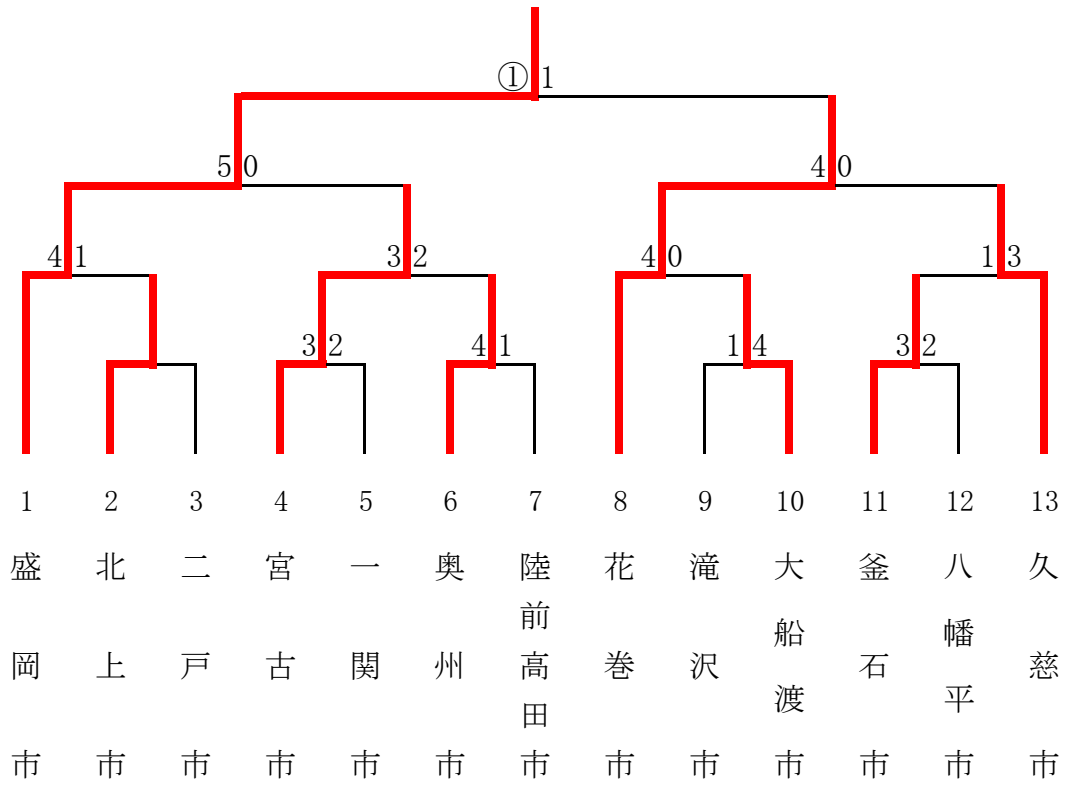 ① 1
5 0 4 0
4 1 3 2 4 0 1 3
3 2 4 1 1 4 3 2
1 2 3 4 5 6 7 8 9 10 11 12 13
盛岡市
北上市
二戸市
宮古市
一関市
奥州市
陸前高田市
花巻市
滝沢市
大船渡市
釜石市
八幡平市
久慈市